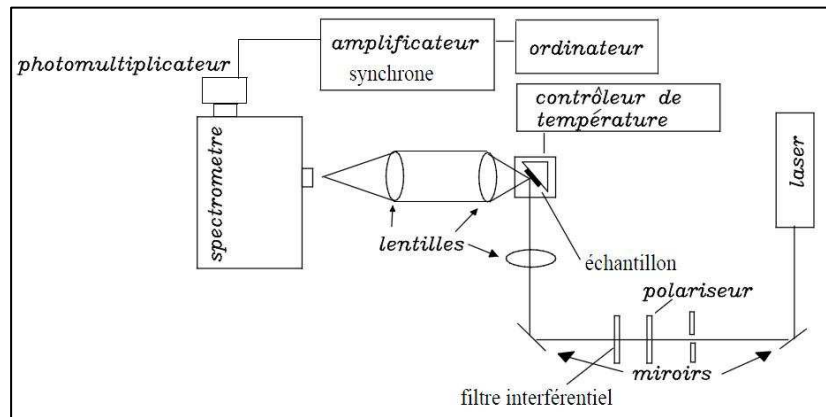 amplificateur
synchrone
ordinateur
photomultiplicateur
contrôleur de
température
laser
spectrometre
lentilles
échantillon
polariseur
miroirs
filtre interférentiel